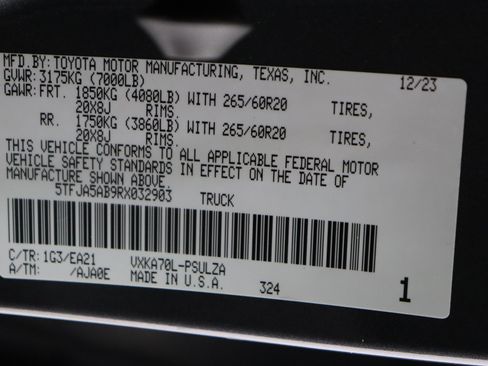 MFD.BY: TOYOTA MOTOR MANUFACTURING, TEXAS, INC. 12/23
GVWR: 3175KG (7000LB)
GAWR: FRT. 1850KG (4080LB) WITH 265/60R20 TIRES,
20X8J RIMS.
RR. 1750KG (3860LB) WITH 265/60R20 TIRES,
20X8J RIMS.
THIS VEHICLE CONFORMS TO ALL APPLICABLE FEDERAL MOTOR
VEHICLE SAFETY STANDARDS IN EFFECT ON THE DATE OF
MANUFACTURE SHOWN ABOVE.
5TFJA5AB9RX032903 TRUCK
C/TR: 1G3/EA21 VXKA70L-PSULZA
A/TM: /AJA0E MADE IN U.S.A. 324 1